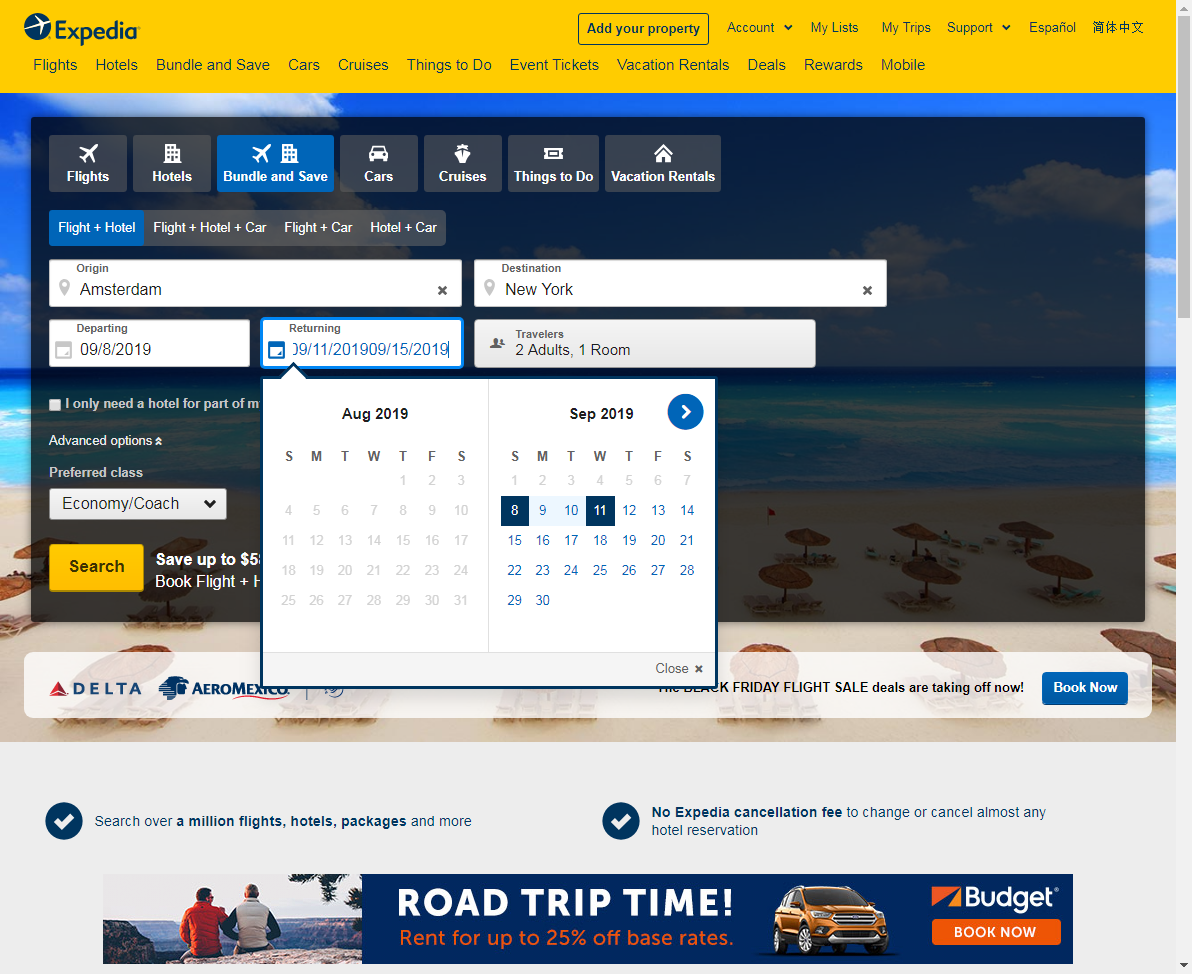 Expedia
Add your property
Account
My Lists
My Trips
Support
Español
简体中文
Flights
Hotels
Bundle and Save
Cars
Cruises
Things to Do
Event Tickets
Vacation Rentals
Deals
Rewards
Mobile
Flights
Hotels
Bundle and Save
Cars
Cruises
Things to Do
Vacation Rentals
Flight + Hotel
Flight + Hotel + Car
Flight + Car
Hotel + Car
Origin
Amsterdam
Destination
New York
Departing
09/8/2019
Returning
09/11/201909/15/2019
Travelers
2 Adults, 1 Room
I only need a hotel for part of m
Advanced options
Preferred class
Economy/Coach
Search
Save up to $5
Book Flight + H
Aug 2019
S M T W T F S
1 2 3
4 5 6 7 8 9 10
11 12 13 14 15 16 17
18 19 20 21 22 23 24
25 26 27 28 29 30 31
Sep 2019
S M T W T F S
1 2 3 4 5 6 7
8 9 10 11 12 13 14
15 16 17 18 19 20 21
22 23 24 25 26 27 28
29 30
Close
DELTA
AEROMEXICO.
The BLACK FRIDAY FLIGHT SALE deals are taking off now!
Book Now
Search over a million flights, hotels, packages and more
No Expedia cancellation fee to change or cancel almost any
hotel reservation
ROAD TRIP TIME!
Rent for up to 25% off base rates.
Budget
BOOK NOW